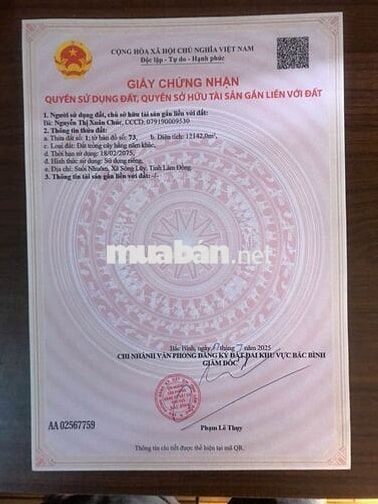 CỘNG HÒA XÃ HỘI CHỦ NGHĨA VIỆT NAM
Độc lập - Tự do - Hạnh phúc
GIẤY CHỨNG NHẬN
QUYỀN SỬ DỤNG ĐẤT, QUYỀN SỞ HỮU TÀI SẢN GẮN LIỀN VỚI ĐẤT
1. Người sử dụng đất, chủ sở hữu tài sản gắn liền với đất:
Bà: Nguyễn Thị Xuân Chúc, CCCD: 079190009530
2. Thông tin thửa đất:
a. Thửa đất số: 1; tờ bản đồ số: 73, b. Diện tích: 12142,0m²,
c. Loại đất: Đất trồng cây hằng năm khác,
d. Thời hạn sử dụng: 18/02/2075,
đ. Hình thức sử dụng: Sử dụng riêng,
e. Địa chỉ: Suối Nhuôm, Xã Sông Lũy, Tỉnh Lâm Đồng.
3. Thông tin tài sản gắn liền với đất: -/-
muaban.net
Bắc Bình, ngày tháng 7 năm 2025
CHI NHÁNH VĂN PHÒNG ĐĂNG KÝ ĐẤT ĐAI KHU VỰC BẮC BÌNH
GIÁM ĐỐC
Phạm Lê Thụy
AA 02567759
Thông tin chi tiết được thể hiện tại mã QR.